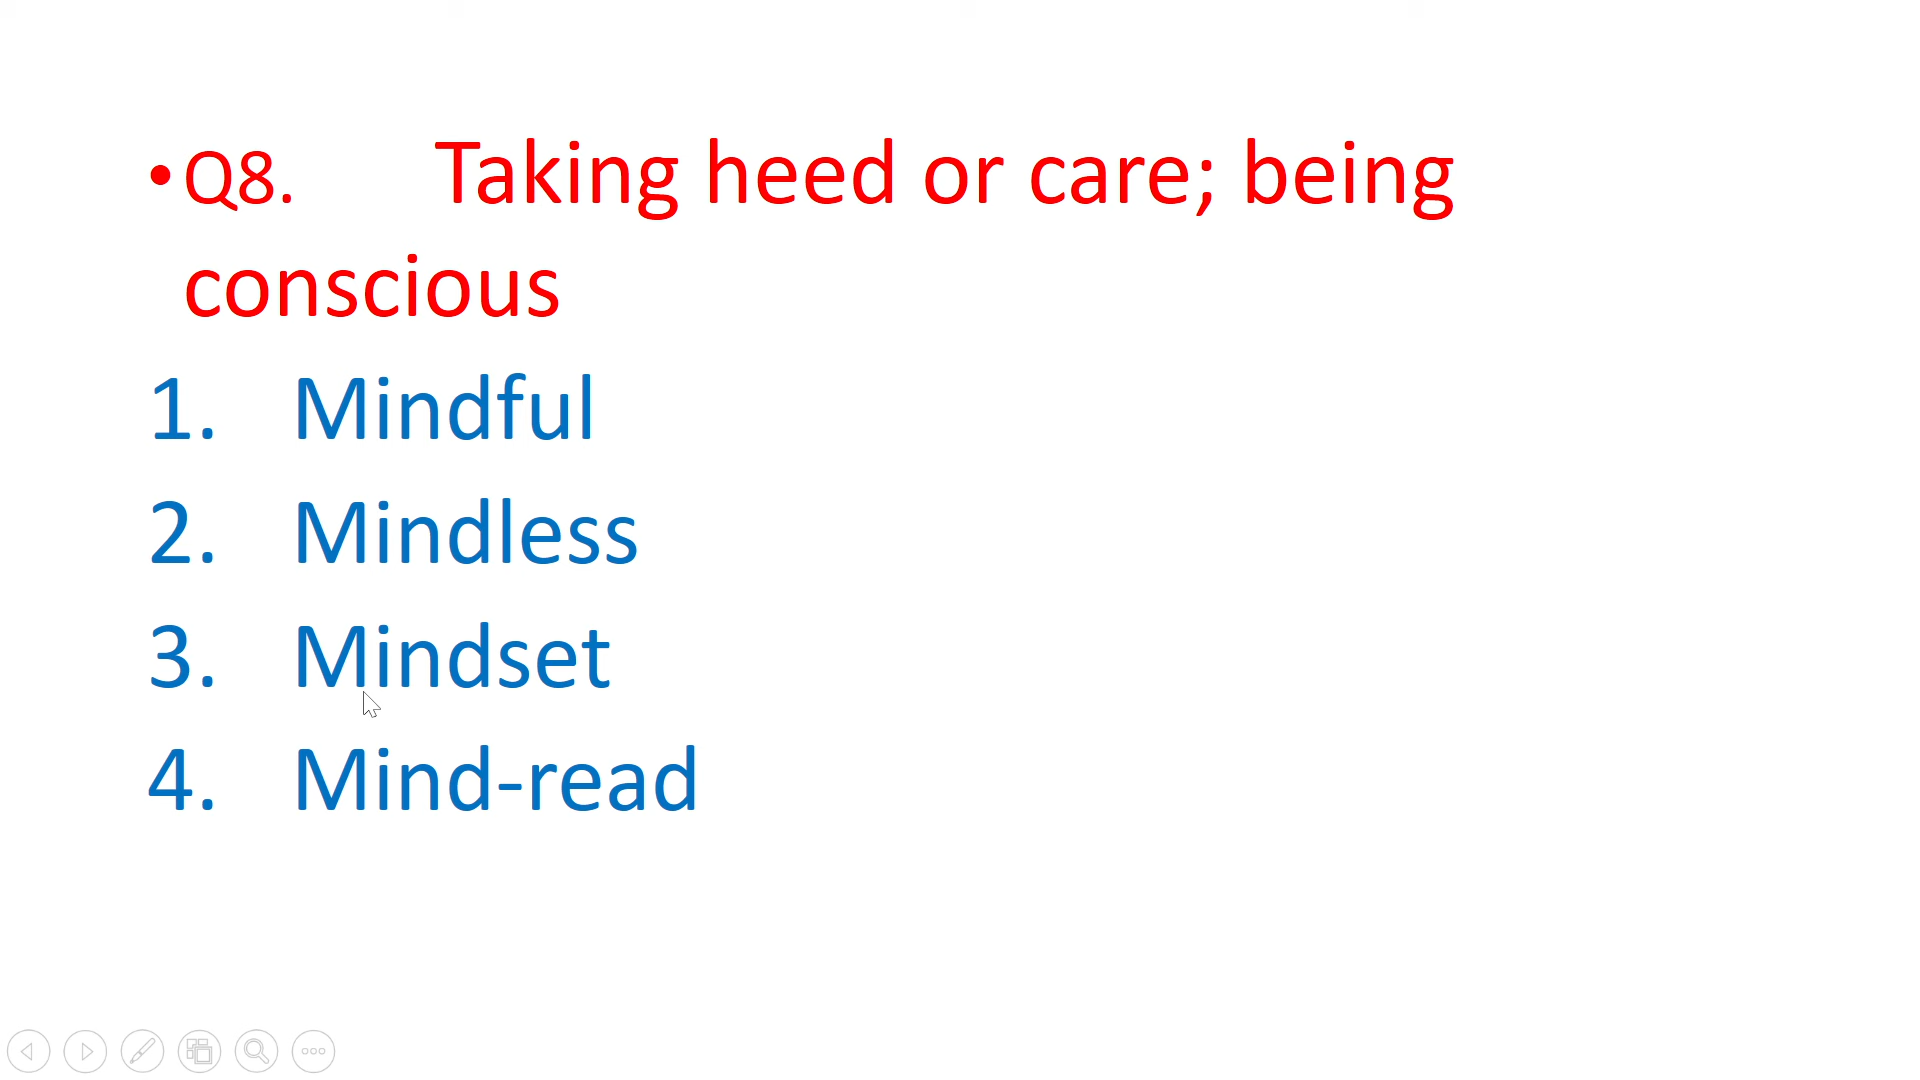 • Q8. Taking heed or care; being
conscious
1. Mindful
2. Mindless
3. Mindset
4. Mind-read